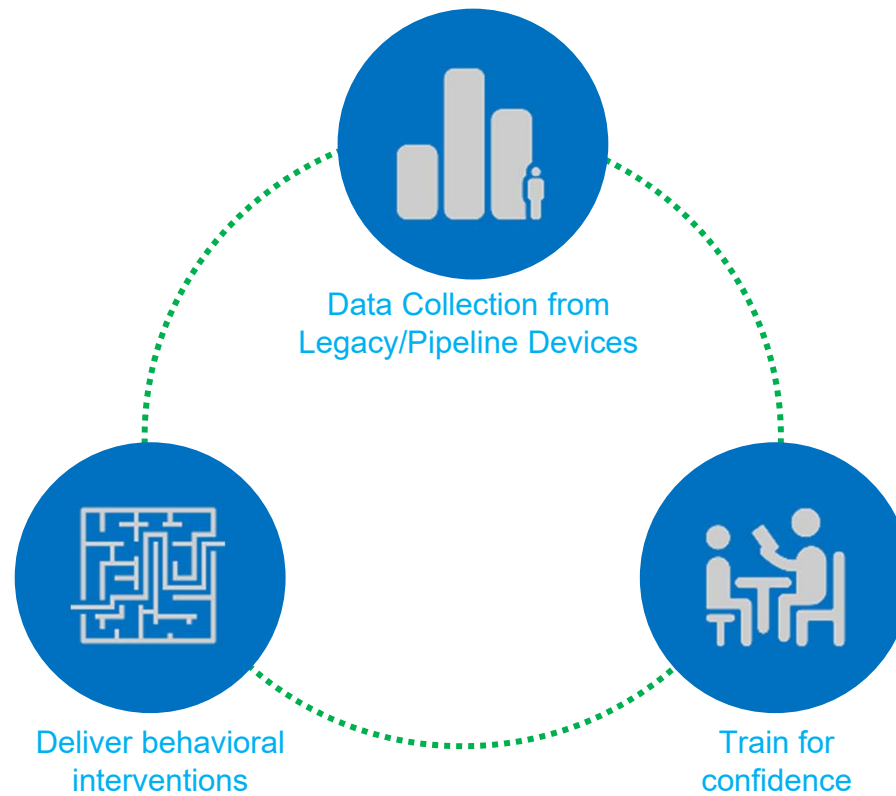 Data Collection from
Legacy/Pipeline Devices
Deliver behavioral
interventions
Train for
confidence